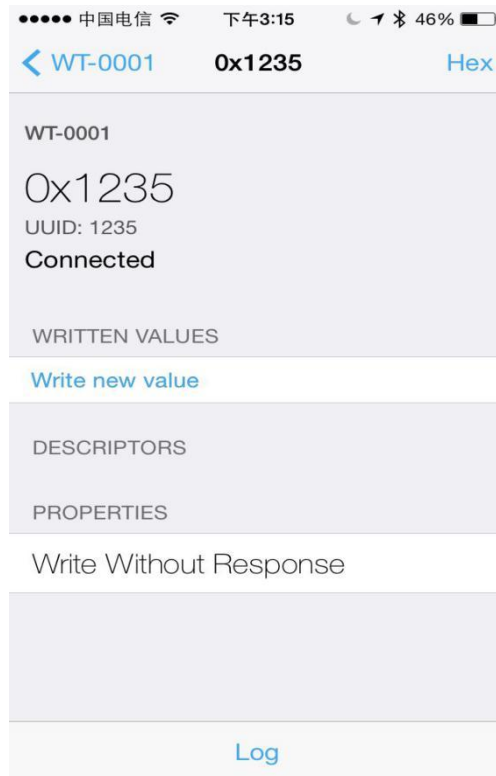 中国电信 下午3:15 46%
WT-0001 0x1235 Hex
WT-0001
0x1235
UUID: 1235
Connected
WRITTEN VALUES
Write new value
DESCRIPTORS
PROPERTIES
Write Without Response
Log